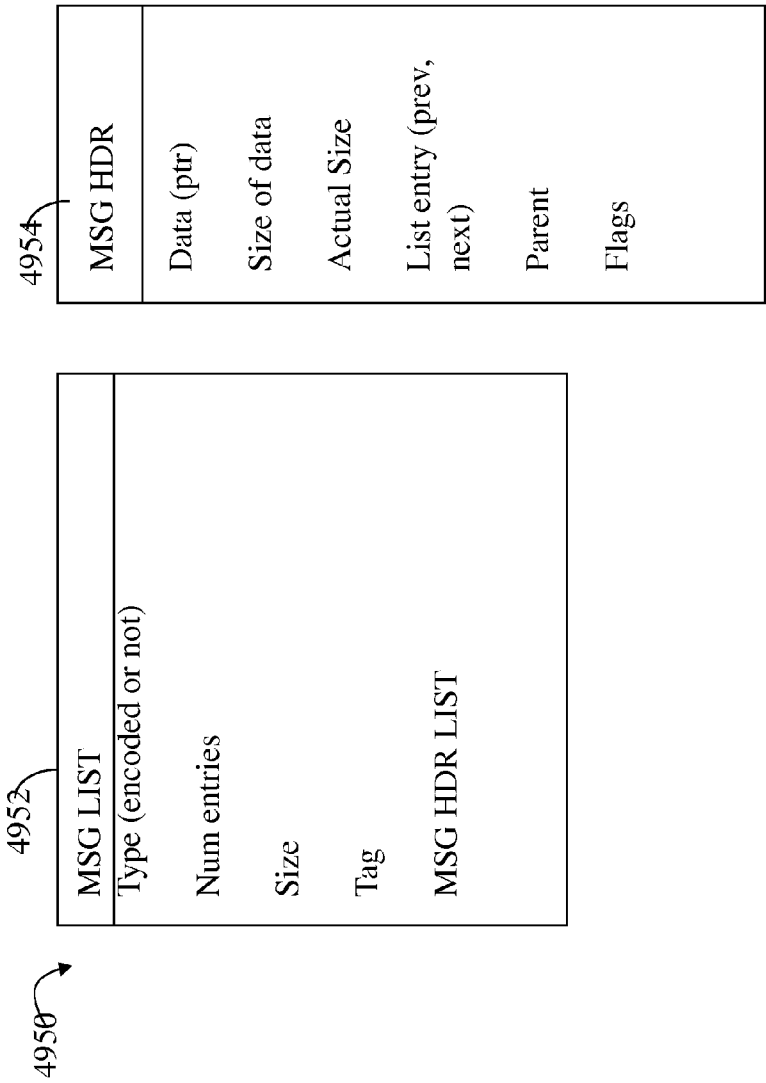 4950
4952
MSG LIST
Type (encoded or not)
Num entries
Size
Tag
MSG HDR LIST
4954
MSG HDR
Data (ptr)
Size of data
Actual Size
List entry (prev,
next)
Parent
Flags